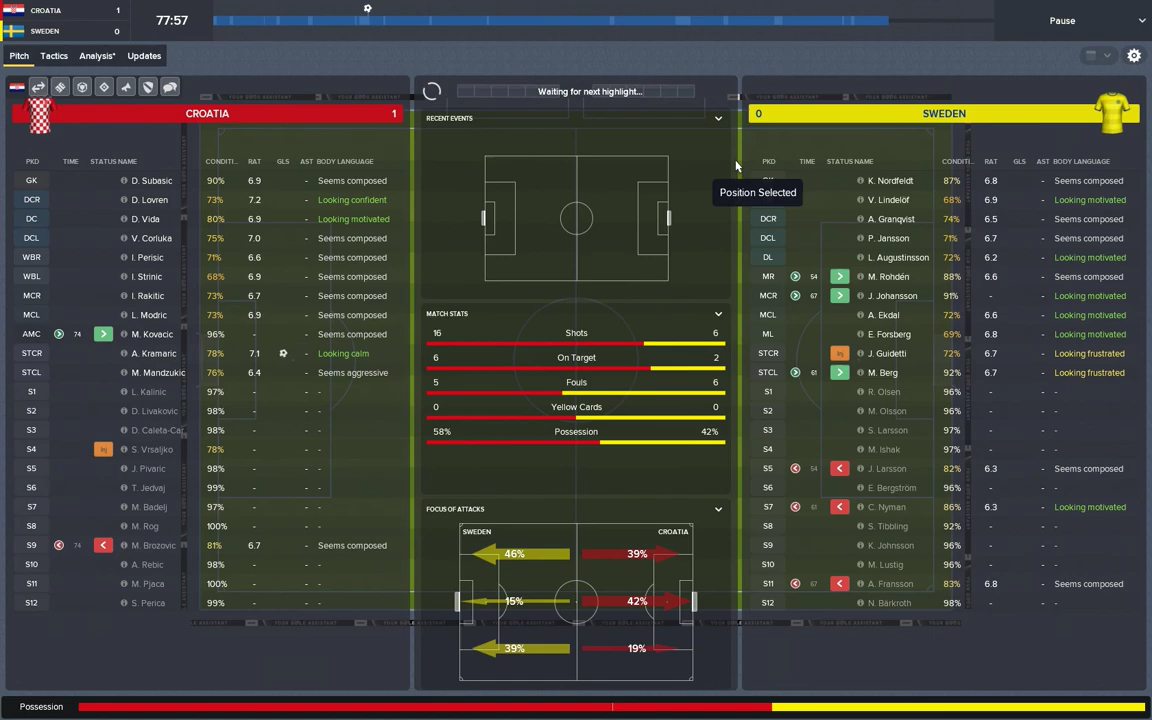 CROATIA 1
SWEDEN 0
77:57
Pause
Pitch Tactics Analysis* Updates
CROATIA 1
Waiting for next highlight...
0 SWEDEN
RECENT EVENTS
PKD TIME STATUS NAME CONDITI... RAT GLS AST BODY LANGUAGE
GK D. Subasic 90% 6.9 - Seems composed
DCR D. Lovren 73% 7.2 - Looking confident
DC D. Vida 80% 6.9 - Looking motivated
DCL V. Corluka 75% 7.0 - Seems composed
WBR I. Perisic 71% 6.6 - Seems composed
WBL I. Strinic 68% 6.9 - Seems composed
MCR I. Rakitic 73% 6.7 - Seems composed
MCL L. Modric 73% 6.9 - Seems composed
AMC 74 M. Kovacic 96% - - Seems composed
STCR A. Kramaric 78% 7.1 - Looking calm
STCL M. Mandzukic 76% 6.4 - Seems aggressive
S1 L. Kalinic 97% - - -
S2 D. Livakovic 98% - - -
S3 D. Caleta-Car 98% - - -
S4 Inj S. Vrsaljko 78% - - -
S5 J. Pivaric 98% - - -
S6 T. Jedvaj 99% - - -
S7 M. Badelj 97% - - -
S8 M. Rog 100% - - -
S9 74 M. Brozovic 81% 6.7 - Seems composed
S10 A. Rebic 98% - - -
S11 M. Pjaca 100% - - -
S12 S. Perica 99% - - -
MATCH STATS
16 Shots 6
6 On Target 2
5 Fouls 6
0 Yellow Cards 0
58% Possession 42%
FOCUS OF ATTACKS
SWEDEN CROATIA
46% 39%
15% 42%
39% 19%
Position Selected
PKD TIME STATUS NAME CONDITI... RAT GLS AST BODY LANGUAGE
K. Nordfeldt 87% 6.8 - Seems composed
V. Lindelöf 68% 6.9 - Looking motivated
DCR A. Granqvist 74% 6.5 - Seems composed
DCL P. Jansson 71% 6.7 - Seems composed
DL L. Augustinsson 72% 6.2 - Looking motivated
MR 54 M. Rohdén 88% 6.6 - Seems composed
MCR 67 J. Johansson 91% - - Looking motivated
MCL A. Ekdal 72% 6.6 - Looking motivated
ML E. Forsberg 69% 6.8 - Looking motivated
STCR Inj J. Guidetti 72% 6.7 - Looking frustrated
STCL 61 M. Berg 92% 6.7 - Looking frustrated
S1 R. Olsen 96% - - -
S2 M. Olsson 96% - - -
S3 S. Larsson 96% - - -
S4 M. Ishak 97% - - -
S5 54 J. Larsson 82% 6.3 - Seems composed
S6 E. Bergström 96% - - -
S7 61 C. Nyman 86% 6.3 - Looking motivated
S8 S. Tibbling 92% - - -
S9 K. Johnsson 96% - - -
S10 M. Lustig 96% - - -
S11 67 A. Fransson 83% 6.8 - Seems composed
S12 N. Bärkroth 98% - - -
Possession